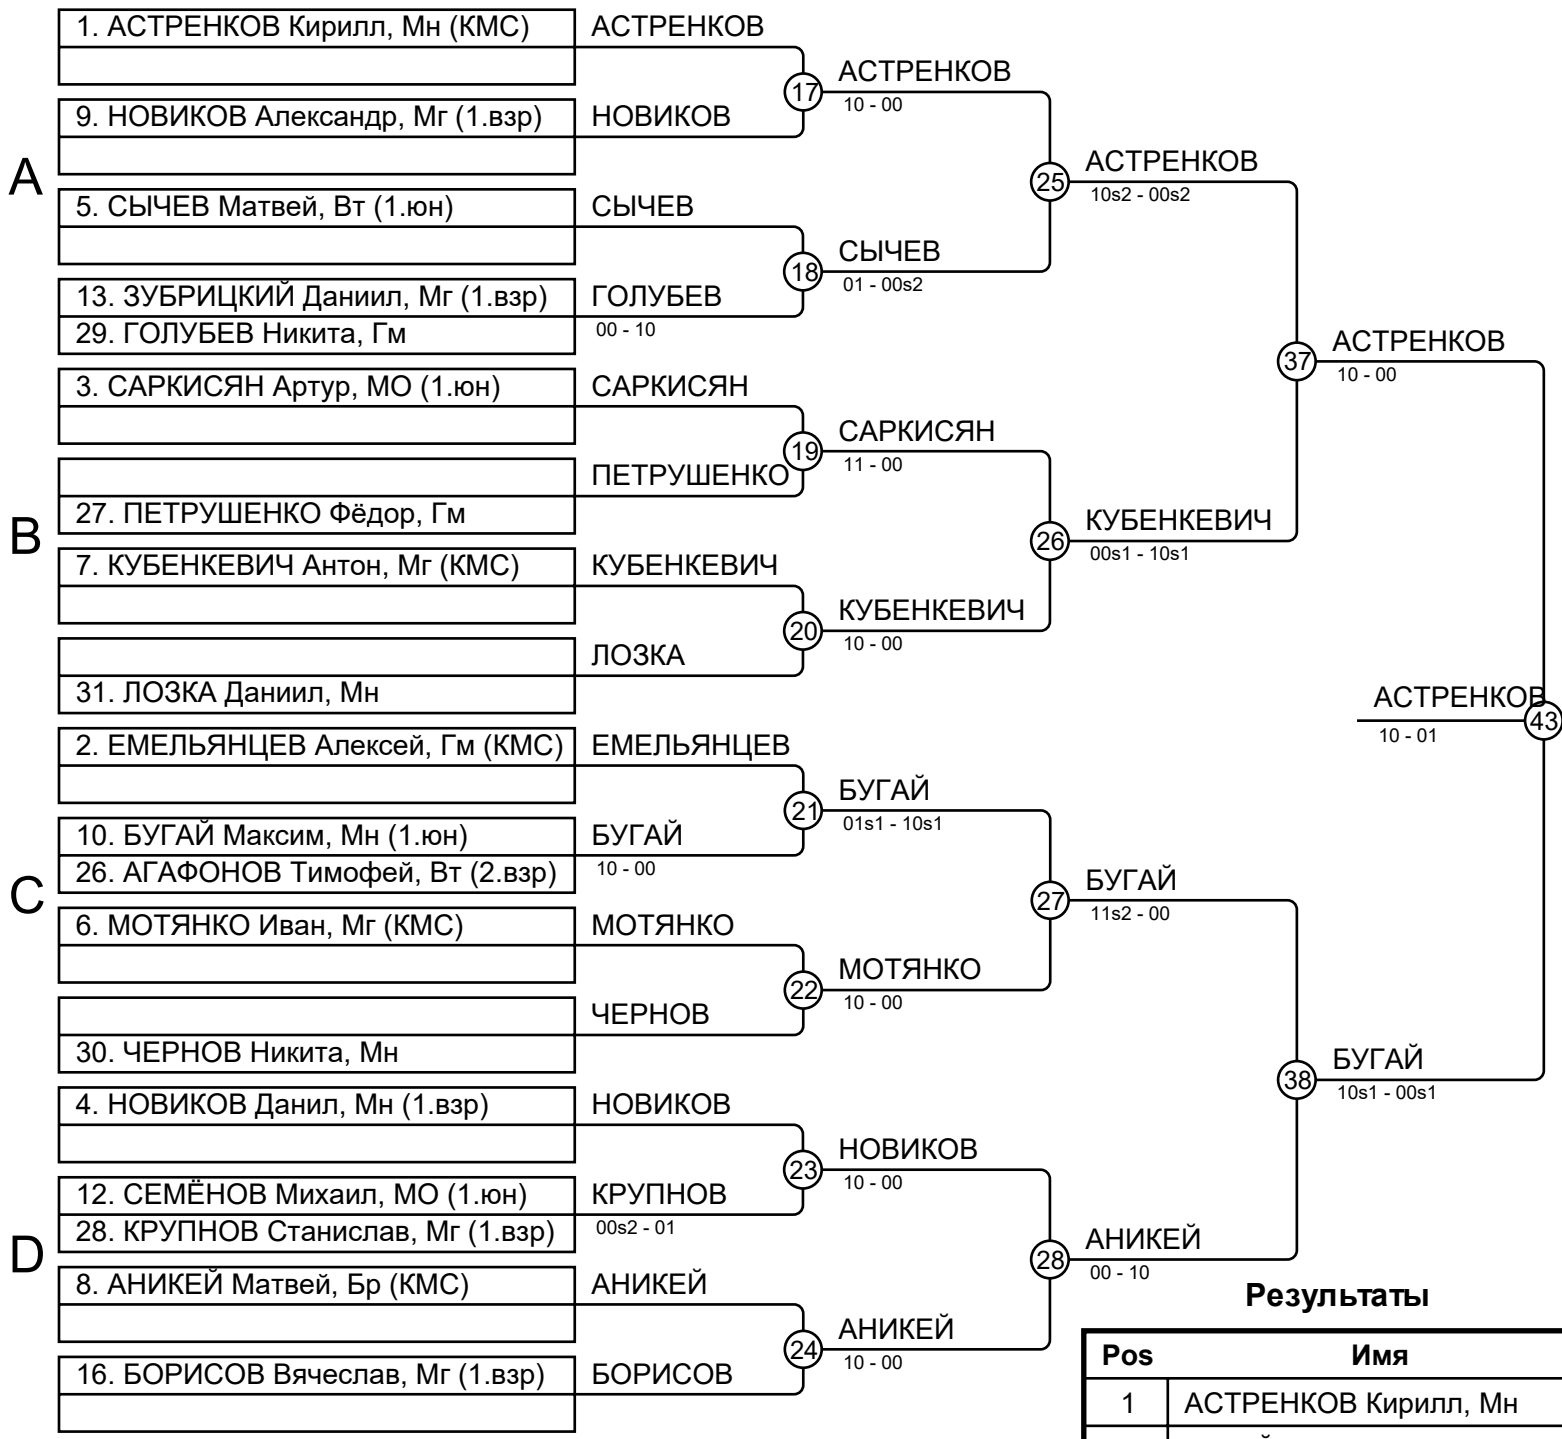 1. АСТРЕНКОВ Кирилл, Мн (КМС)
АСТРЕНКОВ
17
АСТРЕНКОВ
10 - 00
9. НОВИКОВ Александр, Мг (1.взр)
НОВИКОВ
A
25
АСТРЕНКОВ
10s2 - 00s2
5. СЫЧЕВ Матвей, Вт (1.юн)
СЫЧЕВ
18
СЫЧЕВ
01 - 00s2
13. ЗУБРИЦКИЙ Даниил, Мг (1.взр)
ГОЛУБЕВ
00 - 10
29. ГОЛУБЕВ Никита, Гм
37
АСТРЕНКОВ
10 - 00
3. САРКИСЯН Артур, МО (1.юн)
САРКИСЯН
19
САРКИСЯН
11 - 00
ПЕТРУШЕНКО
27. ПЕТРУШЕНКО Фёдор, Гм
B
26
КУБЕНКЕВИЧ
00s1 - 10s1
7. КУБЕНКЕВИЧ Антон, Мг (КМС)
КУБЕНКЕВИЧ
20
КУБЕНКЕВИЧ
10 - 00
ЛОЗКА
31. ЛОЗКА Даниил, Мн
АСТРЕНКОВ
43
10 - 01
2. ЕМЕЛЬЯНЦЕВ Алексей, Гм (КМС)
ЕМЕЛЬЯНЦЕВ
21
БУГАЙ
01s1 - 10s1
10. БУГАЙ Максим, Мн (1.юн)
БУГАЙ
10 - 00
26. АГАФОНОВ Тимофей, Вт (2.взр)
C
27
БУГАЙ
11s2 - 00
6. МОТЯНКО Иван, Мг (КМС)
МОТЯНКО
22
МОТЯНКО
10 - 00
ЧЕРНОВ
30. ЧЕРНОВ Никита, Мн
38
БУГАЙ
10s1 - 00s1
4. НОВИКОВ Данил, Мн (1.взр)
НОВИКОВ
23
НОВИКОВ
10 - 00
12. СЕМЁНОВ Михаил, МО (1.юн)
КРУПНОВ
00s2 - 01
28. КРУПНОВ Станислав, Мг (1.взр)
D
28
АНИКЕЙ
00 - 10
8. АНИКЕЙ Матвей, Бр (КМС)
АНИКЕЙ
24
АНИКЕЙ
10 - 00
16. БОРИСОВ Вячеслав, Мг (1.взр)
БОРИСОВ
Результаты
Pos Имя
1 АСТРЕНКОВ Кирилл, Мн